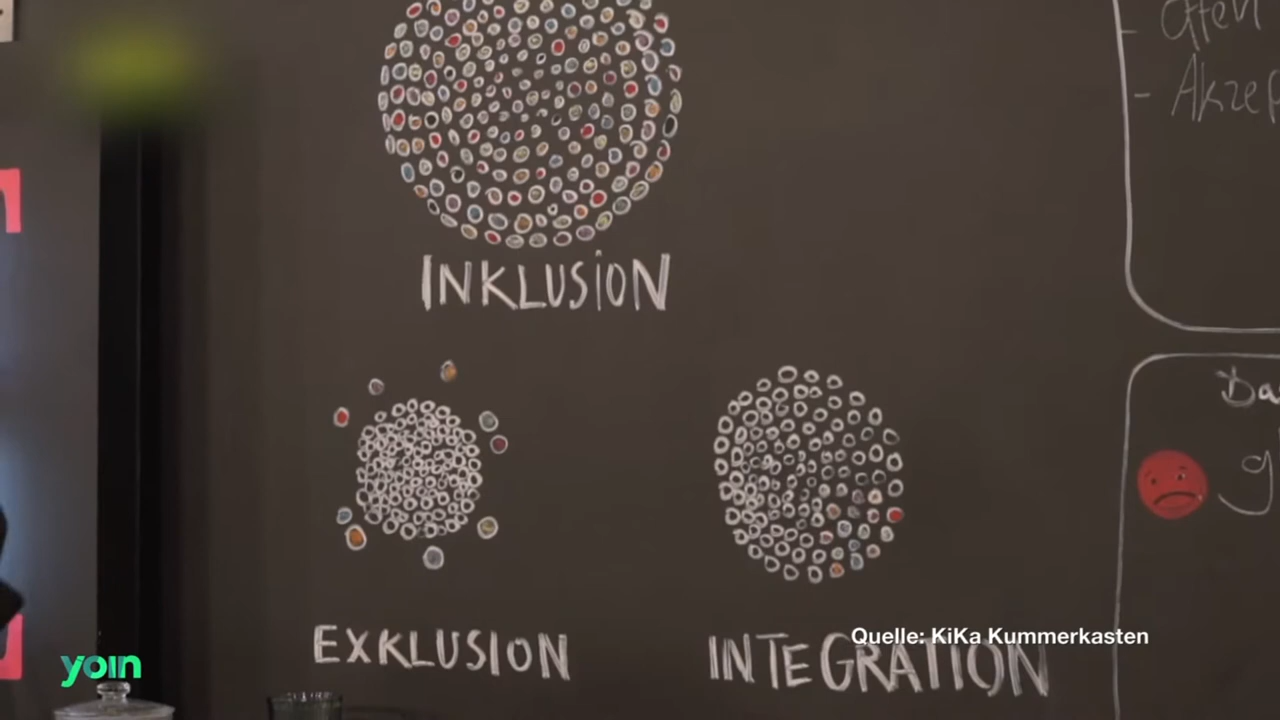 INKLUSION
EXKLUSION
INTEGRATION
Quelle: KiKa Kummerkasten
yoin